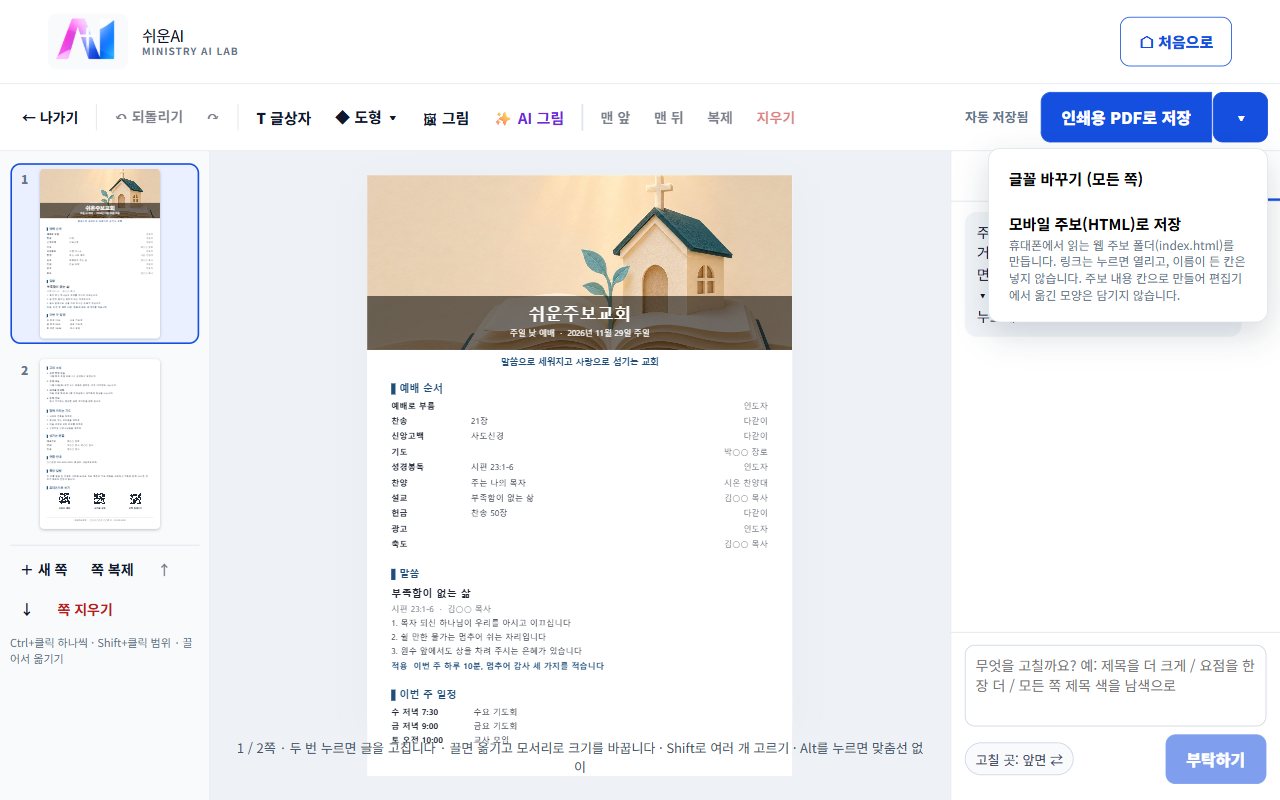 쉬운AI
MINISTRY AI LAB
처음으로
← 나가기
되돌리기
T 글상자
도형
그림
AI 그림
맨 앞
맨 뒤
복제
지우기
자동 저장됨
인쇄용 PDF로 저장
글꼴 바꾸기 (모든 쪽)
모바일 주보(HTML)로 저장
휴대폰에서 읽는 웹 주보 폴더(index.html)를
만듭니다. 링크는 누르면 열리고, 이름이 든 칸은
넣지 않습니다. 주보 내용 칸으로 만들어 편집기
에서 옮긴 모양은 담기지 않습니다.
1
2
+ 새 쪽
쪽 복제
↑
↓
쪽 지우기
Ctrl+클릭 하나씩 · Shift+클릭 범위 · 끌
어서 옮기기
쉬운주보교회
주일 낮 예배 · 2026년 11월 29일 주일
말씀으로 세워지고 사랑으로 섬기는 교회
예배 순서
예배로 부름 인도자
찬송 21장 다같이
신앙고백 사도신경 다같이
기도 박○○ 장로
성경봉독 시편 23:1-6 인도자
찬양 주는 나의 목자 시온 찬양대
설교 부족함이 없는 삶 김○○ 목사
헌금 찬송 50장 다같이
광고 인도자
축도 김○○ 목사
말씀
부족함이 없는 삶
시편 23:1-6 · 김○○ 목사
1. 목자 되신 하나님이 우리를 아시고 이끄십니다
2. 쉴 만한 물가는 멈추어 쉬는 자리입니다
3. 원수 앞에서도 상을 차려 주시는 은혜가 있습니다
적용 이번 주 하루 10분, 멈추어 감사 세 가지를 적습니다
이번 주 일정
수 저녁 7:30 수요 기도회
금 저녁 9:00 금요 기도회
토 오전 10:00 교사 모임
1 / 2쪽 · 두 번 누르면 글을 고칩니다 · 끌면 옮기고 모서리로 크기를 바꿉니다 · Shift로 여러 개 고르기 · Alt를 누르면 맞춤선 없
이
무엇을 고칠까요? 예: 제목을 더 크게 / 요점을 한
장 더 / 모든 쪽 제목 색을 남색으로
고칠 곳: 앞면 ⇄
부탁하기